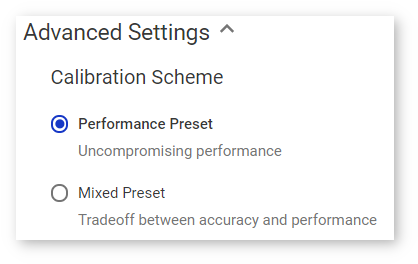 Advanced Settings
Calibration Scheme
Performance Preset
Uncompromising performance
Mixed Preset
Tradeoff between accuracy and performance